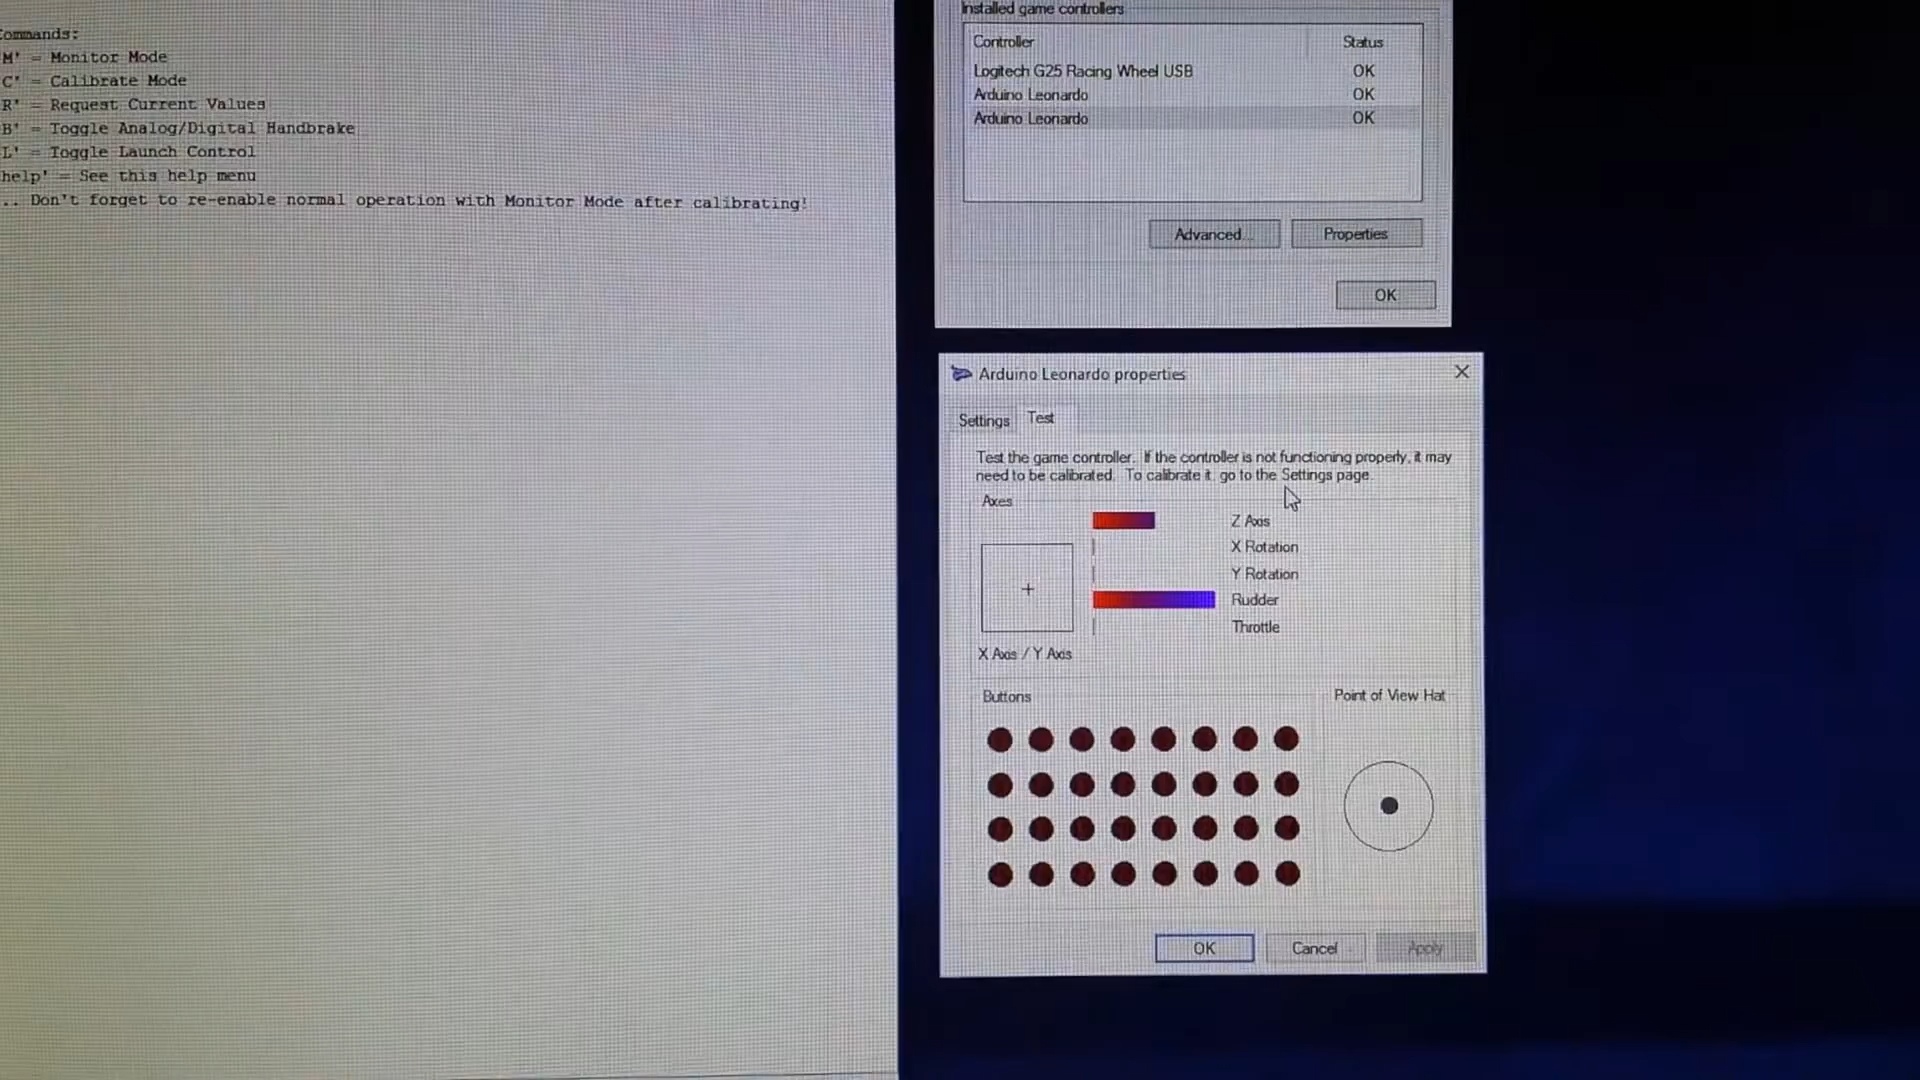 Commands:
M' = Monitor Mode
C' = Calibrate Mode
R' = Request Current Values
B' = Toggle Analog/Digital Handbrake
L' = Toggle Launch Control
help' = See this help menu
.. Don't forget to re-enable normal operation with Monitor Mode after calibrating!
Installed game controllers
Controller Status
Logitech G25 Racing Wheel USB OK
Arduino Leonardo OK
Arduino Leonardo OK
Advanced... Properties
OK
Arduino Leonardo properties
Settings Test
Test the game controller. If the controller is not functioning properly, it may
need to be calibrated. To calibrate it, go to the Settings page.
Axes
Z Axis
X Rotation
Y Rotation
Rudder
Throttle
X Axis / Y Axis
Buttons
Point of View Hat
OK Cancel Apply